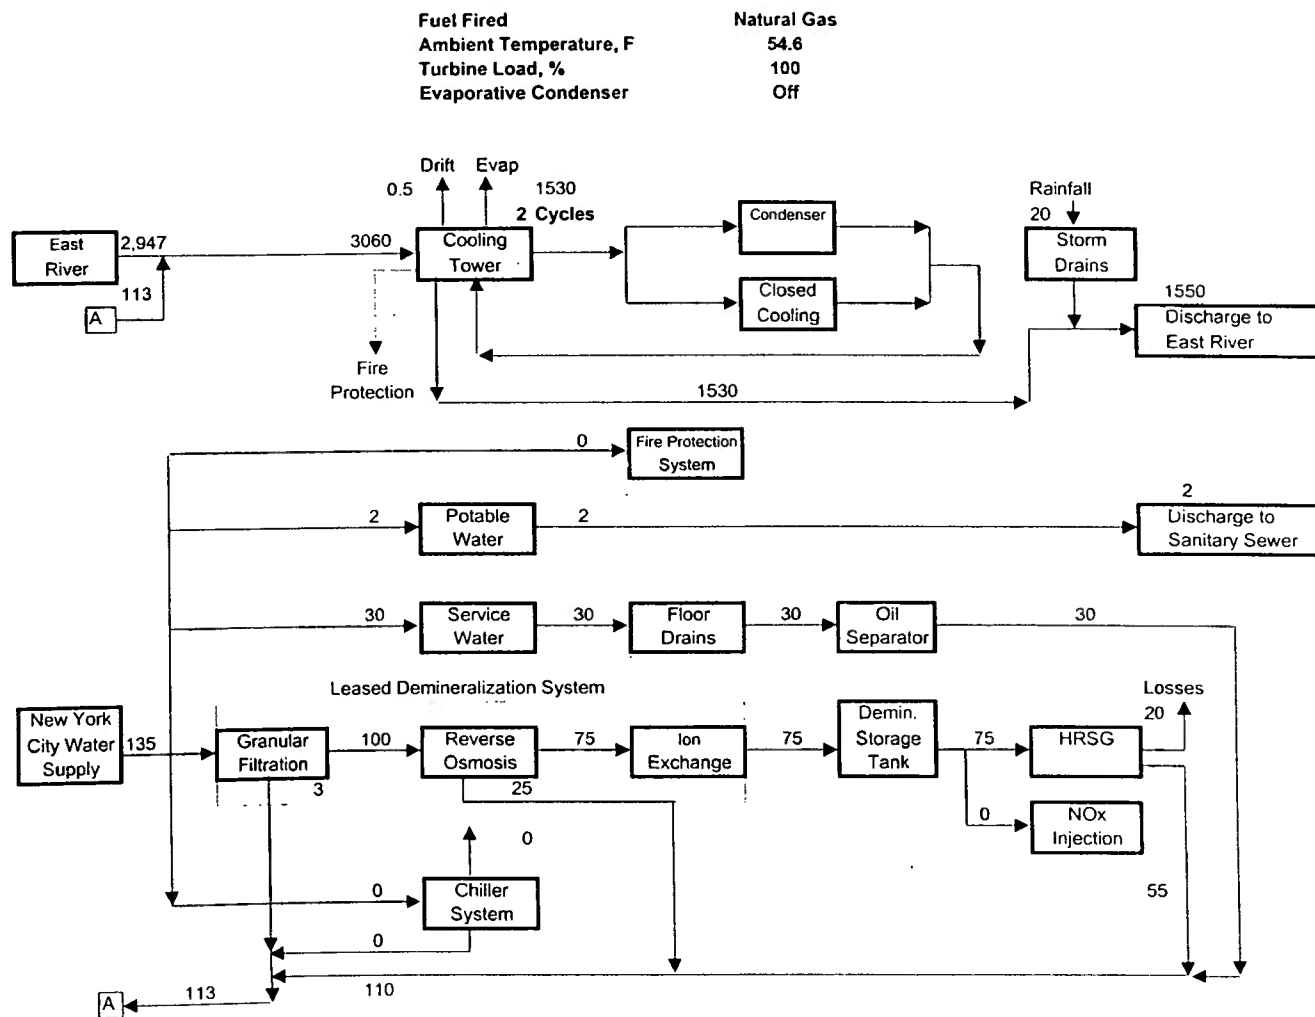 Fuel Fired Natural Gas
Ambient Temperature, F 54.6
Turbine Load, % 100
Evaporative Condenser Off
Drift Evap
0.5 1530
2 Cycles
Rainfall
20
East
River
2,947
3060
Cooling
Tower
Condenser
Storm
Drains
113
A
Closed
Cooling
1550
Discharge to
East River
Fire
Protection
1530
0
Fire Protection
System
2
Potable
Water
2
2
Discharge to
Sanitary Sewer
30
Service
Water
30
Floor
Drains
30
Oil
Separator
30
Leased Demineralization System
Losses
20
New York
City Water
Supply
135
Granular
Filtration
3
100
Reverse
Osmosis
25
75
Ion
Exchange
75
Demin.
Storage
Tank
75
HRSG
0
NOx
Injection
0
0
Chiller
System
55
0
110
113
A